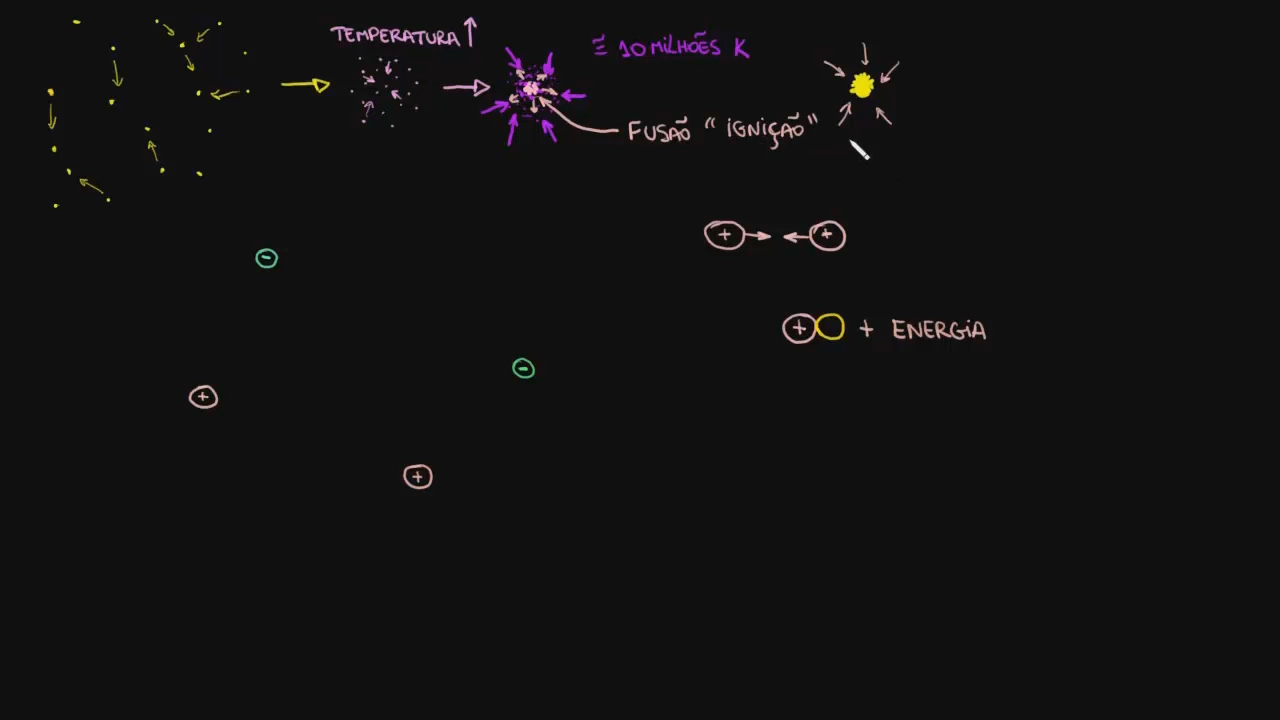 TEMPERATURA ↑
≅ 10 MILHÕES K
FUSÃO "IGNIÇÃO"
-
+ +
+ + ENERGIA
-
+
+